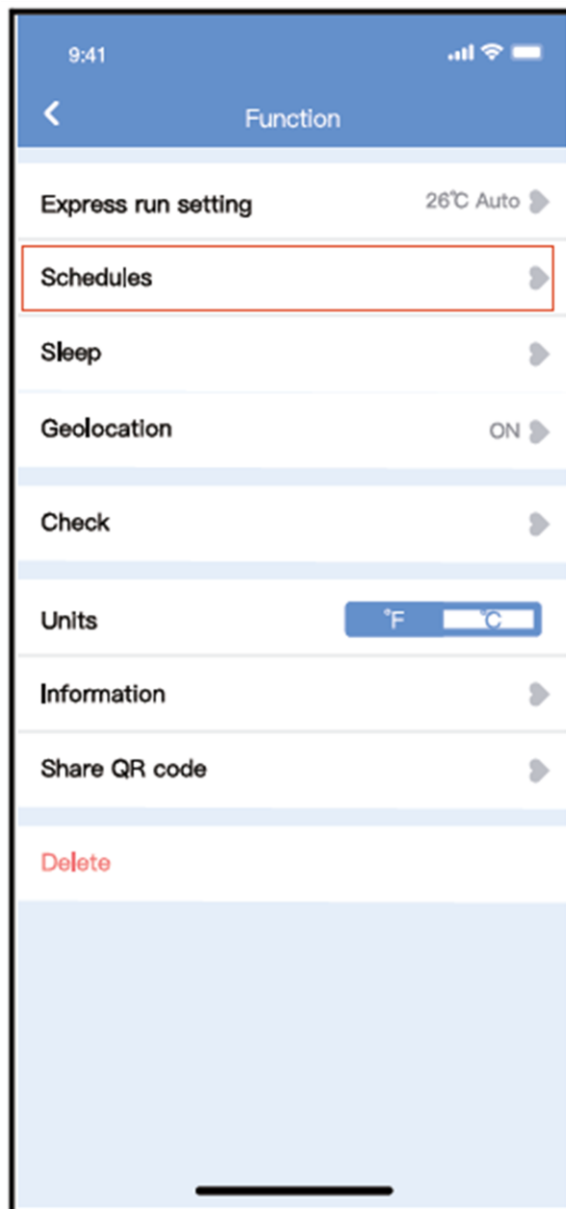 9:41
Function
Express run setting 26℃ Auto
Schedules
Sleep
Geolocation ON
Check
Units °F ℃
Information
Share QR code
Delete